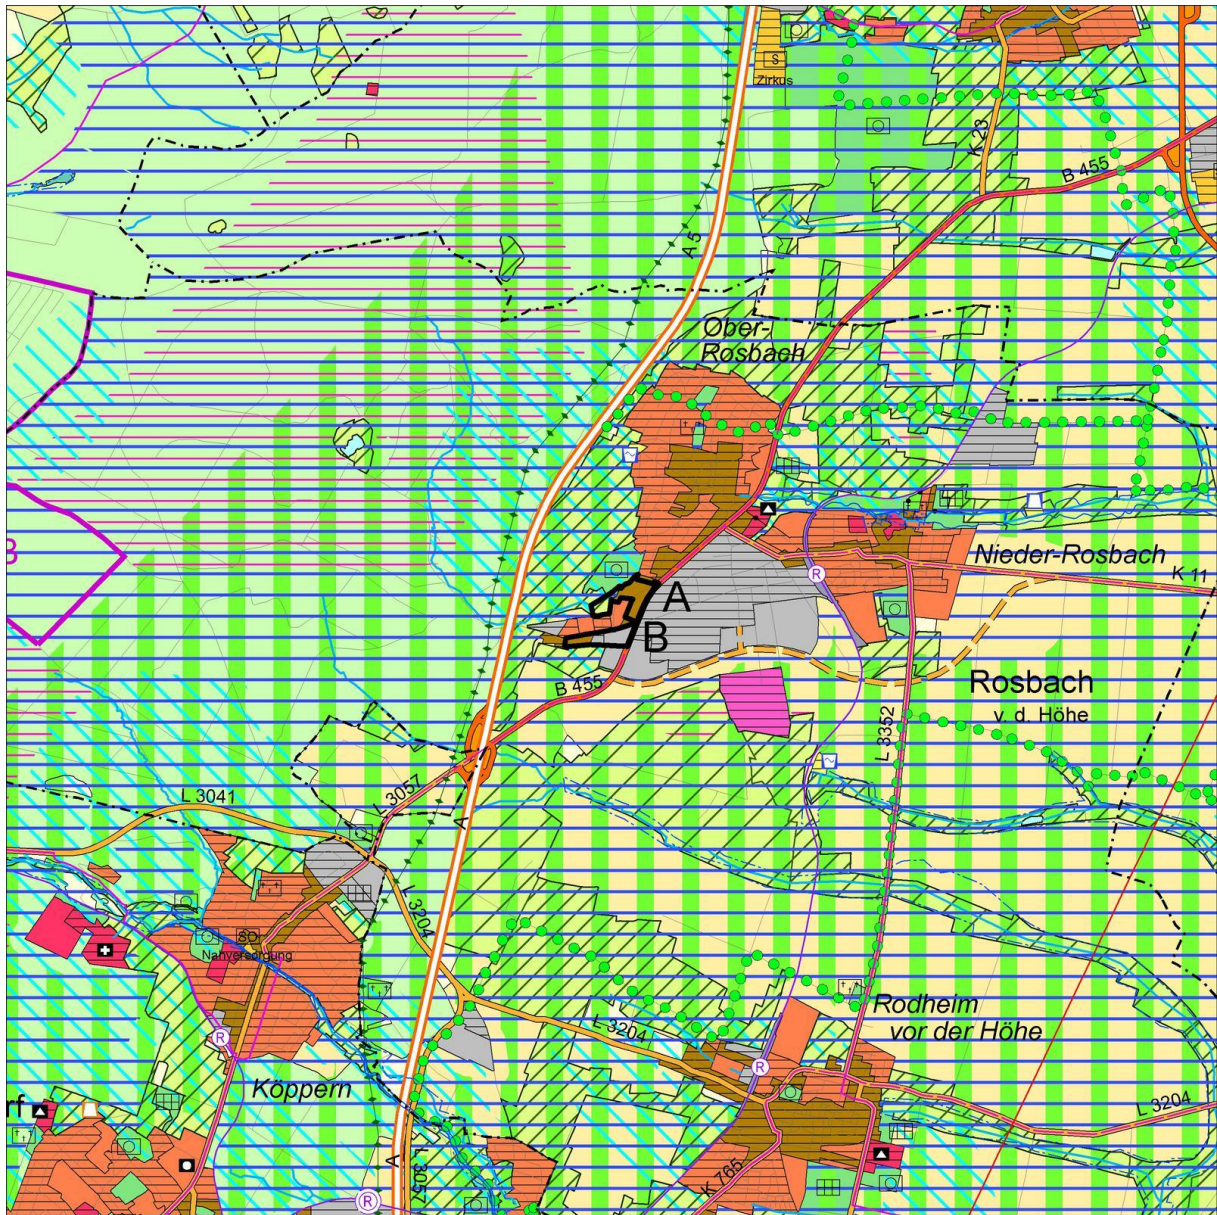 S
Zirkus
K 23
B 455
A 5
Ober-
Rosbach
Nieder-Rosbach
K 11
R
A
B
B 455
Rosbach
v. d. Höhe
L 3352
L 3057
L 3041
A
L 3204
SO
Nahversorgung
R
L 3204
Rodheim
vor der Höhe
R
Köppern
rf
L 3204
A
L 3057
K 765
R